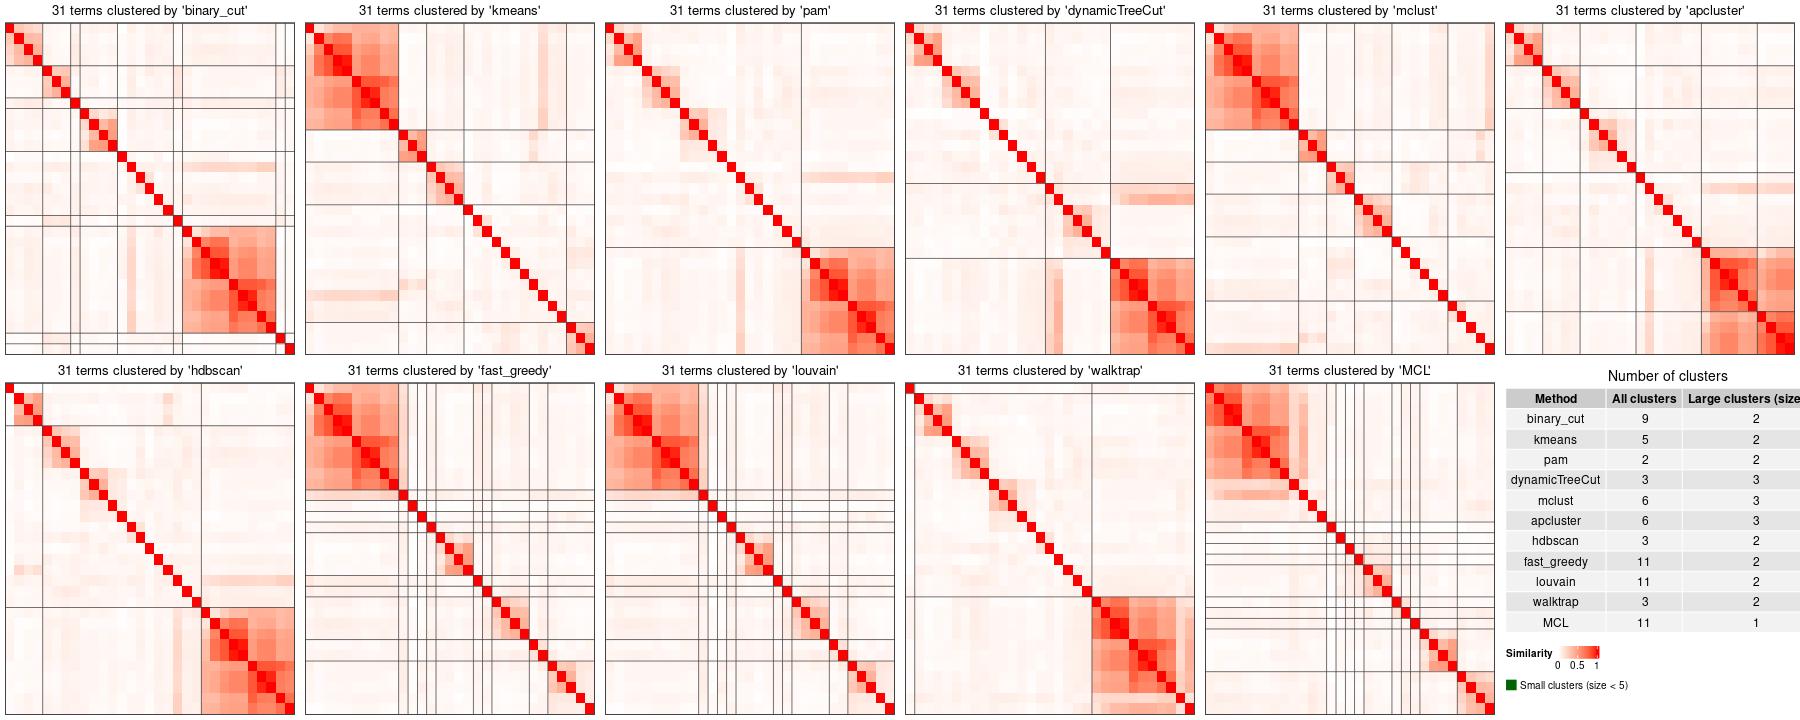 31 terms clustered by 'binary_cut'
31 terms clustered by 'kmeans'
31 terms clustered by 'pam'
31 terms clustered by 'dynamicTreeCut'
31 terms clustered by 'mclust'
31 terms clustered by 'apcluster'
31 terms clustered by 'hdbscan'
31 terms clustered by 'fast_greedy'
31 terms clustered by 'louvain'
31 terms clustered by 'walktrap'
31 terms clustered by 'MCL'
Number of clusters
Method All clusters Large clusters (size
binary_cut 9 2
kmeans 5 2
pam 2 2
dynamicTreeCut 3 3
mclust 6 3
apcluster 6 3
hdbscan 3 2
fast_greedy 11 2
louvain 11 2
walktrap 3 2
MCL 11 1
Similarity
0 0.5 1
Small clusters (size < 5)